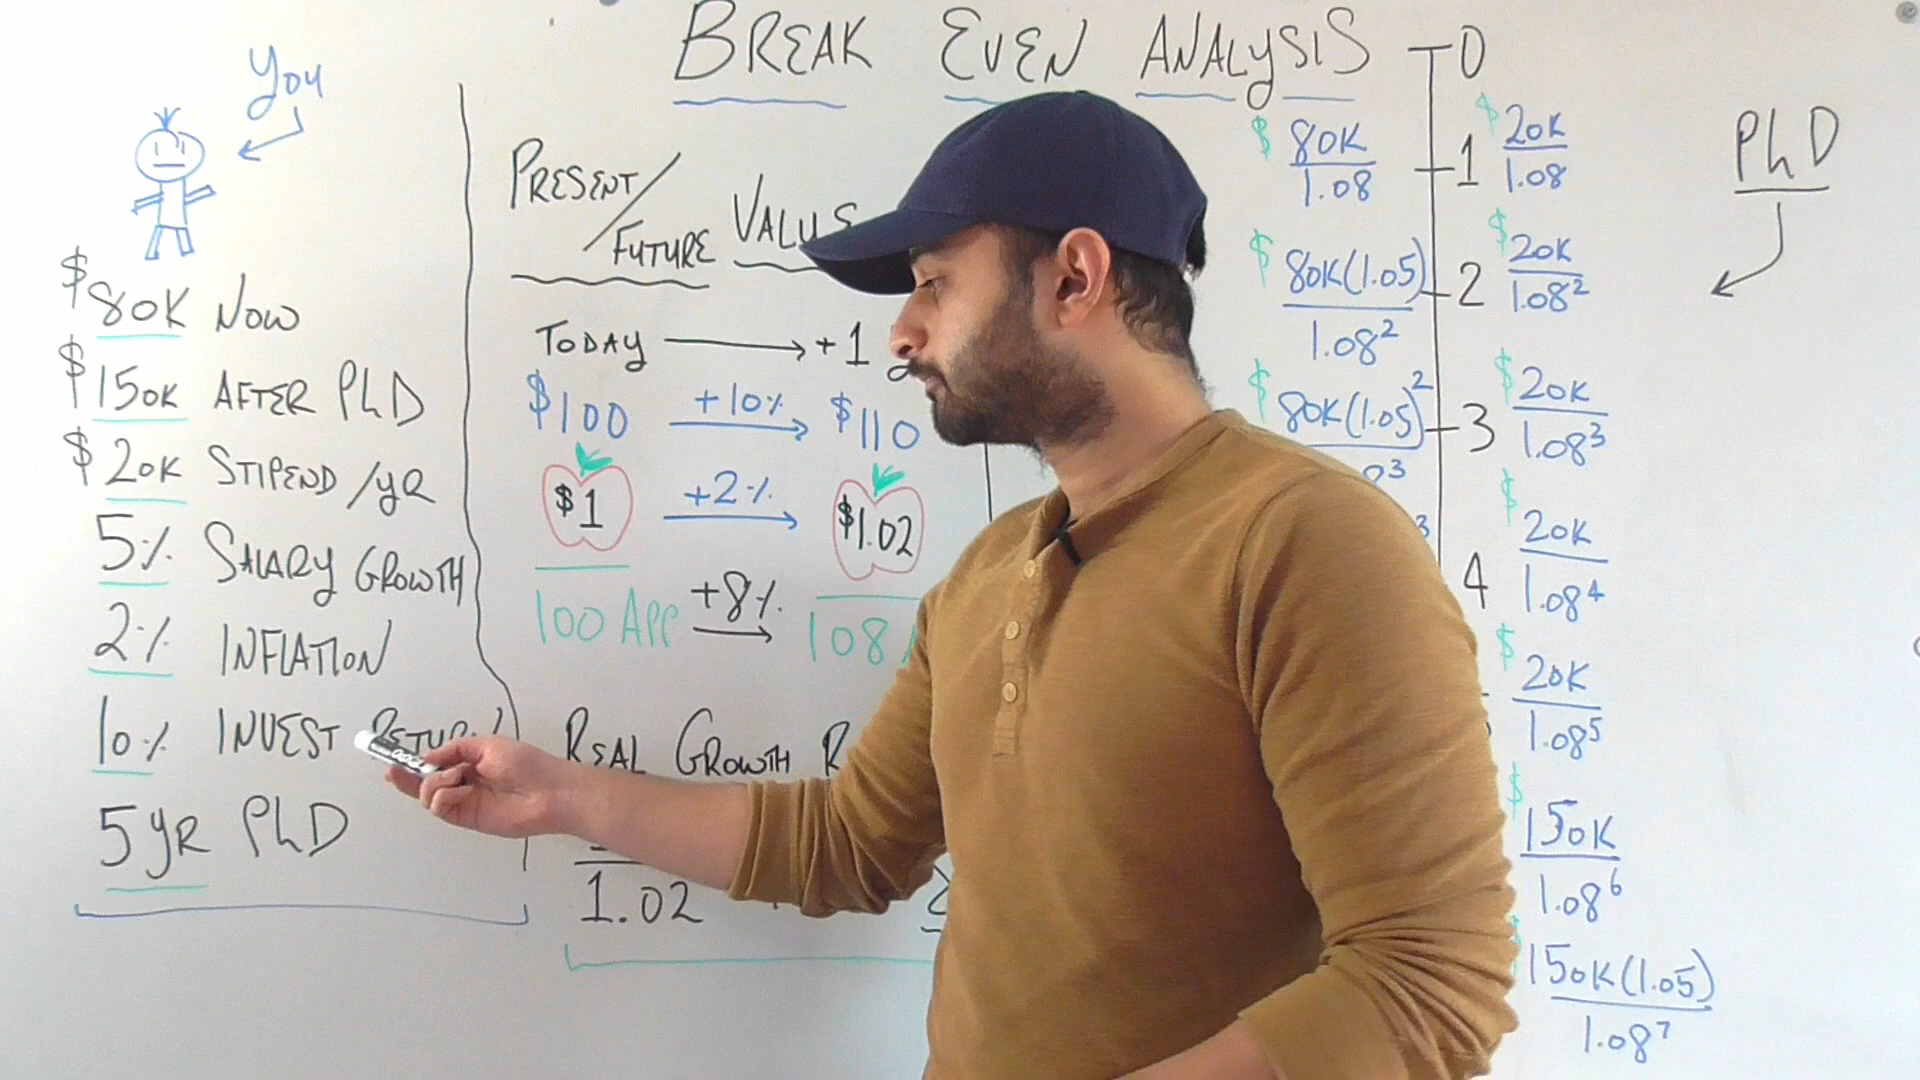 BREAK EVEN ANALYSIS
You
$80K NOW
$150K AFTER PhD
$20K STIPEND /yR
5% SALARY GROWTH
2% INFLATION
10% INVEST
5 yR PhD
PRESENT/
FUTURE
TODAY → +1
$100 +10% $110
$1 +2% $1.02
100 APP +8% 108
REAL GROWTH R
1.02
0
$80K/1.08
1
$80K(1.05)/1.08²
2
$80K(1.05)²
3
4
$20K/1.08
$20K/1.08²
$20K/1.08³
$20K/1.08⁴
$20K/1.08⁵
$150K/1.08⁶
150K(1.05)/1.08⁷
PhD